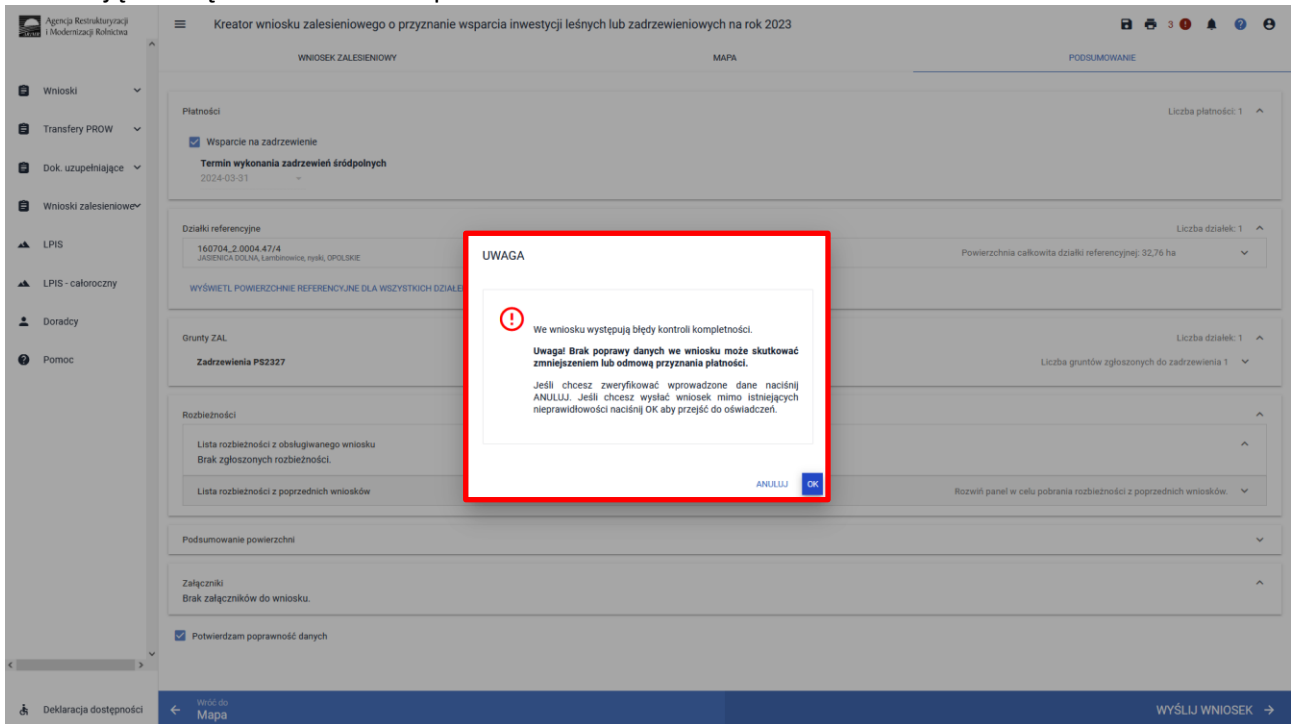 Agencja Restrukturyzacji
i Modernizacji Rolnictwa
Kreator wniosku zalesieniowego o przyznanie wsparcia inwestycji leśnych lub zadrzewieniowych na rok 2023
3
WNIOSEK ZALESIENIOWY
MAPA
PODSUMOWANIE
Wnioski
Transfery PROW
Dok. uzupełniające
Wnioski zalesieniowe
LPIS
LPIS - całoroczny
Doradcy
Pomoc
Płatności
Liczba płatności: 1
Wsparcie na zadrzewienie
Termin wykonania zadrzewień śródpolnych
2024-03-31
Działki referencyjne
Liczba działek: 1
160704_2.0004.47/4
JASIENICA DOLNA, Łambinowice, nyski, OPOLSKIE
Powierzchnia całkowita działki referencyjnej: 32,76 ha
WYŚWIETL POWIERZCHNIE REFERENCYJNE DLA WSZYSTKICH DZIAŁE
Grunty ZAL
Liczba działek: 1
Zadrzewienia PS2327
Liczba gruntów zgłoszonych do zadrzewienia 1
Rozbieżności
Lista rozbieżności z obsługiwanego wniosku
Brak zgłoszonych rozbieżności.
Lista rozbieżności z poprzednich wniosków
Rozwiń panel w celu pobrania rozbieżności z poprzednich wniosków.
Podsumowanie powierzchni
Załączniki
Brak załączników do wniosku.
Potwierdzam poprawność danych
UWAGA
We wniosku występują błędy kontroli kompletności.
Uwaga! Brak poprawy danych we wniosku może skutkować
zmniejszeniem lub odmową przyznania płatności.
Jeśli chcesz zweryfikować wprowadzone dane naciśnij
ANULUJ. Jeśli chcesz wysłać wniosek mimo istniejących
nieprawidłowości naciśnij OK aby przejść do oświadczeń.
ANULUJ
OK
Deklaracja dostępności
Wróć do
Mapa
WYŚLIJ WNIOSEK